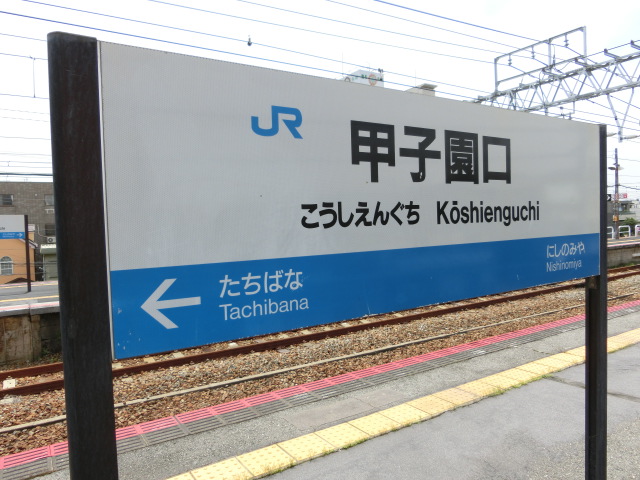 JR
甲子園口
こうしえんぐち Kōshienguchi
たちばな
Tachibana
にしのみや
Nishinomiya